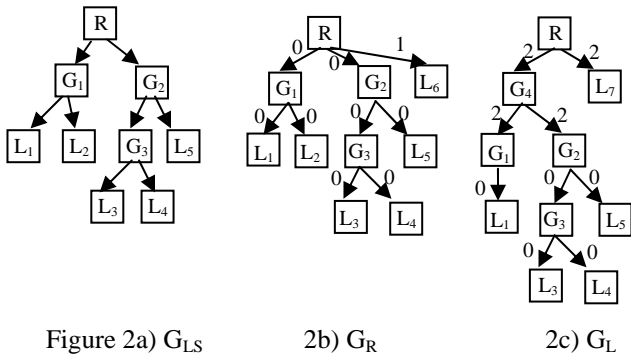 R R R
0 0 1 2 2
G1 G2 G1 G2 L6 G4 L7
0 0 0 0 2 2
L1 L2 G3 L5 L1 L2 G3 L5 G1 G2
0 0 0 0 0
L3 L4 L3 L4 L1 G3 L5
0 0
L3 L4
Figure 2a) GLS 2b) GR 2c) GL